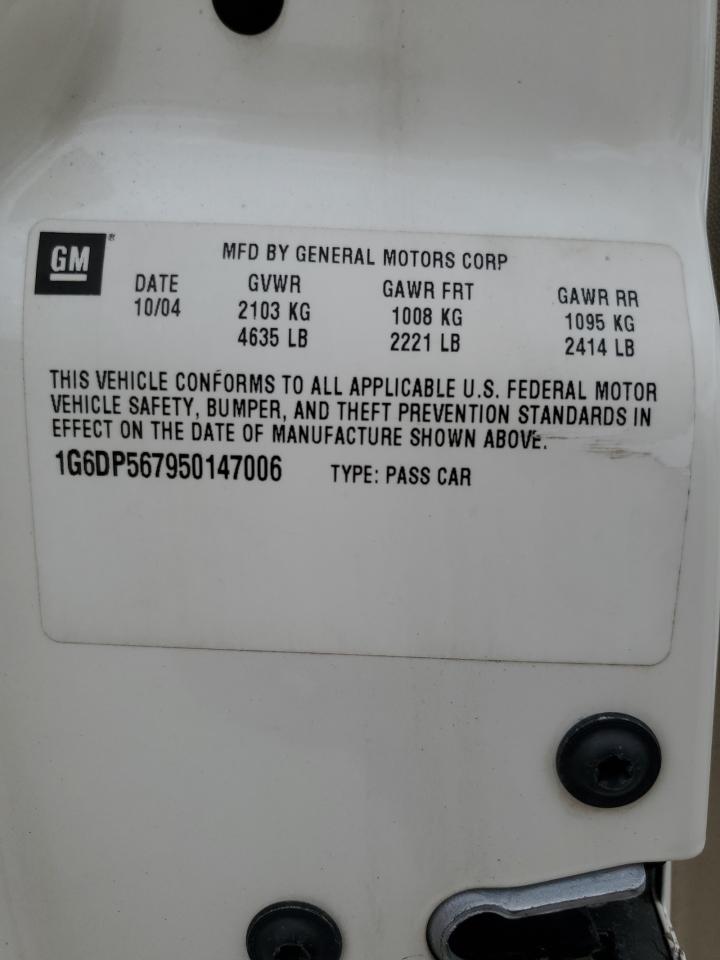 GM®
MFD BY GENERAL MOTORS CORP
DATE GVWR GAWR FRT GAWR RR
10/04 2103 KG 1008 KG 1095 KG
4635 LB 2221 LB 2414 LB
THIS VEHICLE CONFORMS TO ALL APPLICABLE U.S. FEDERAL MOTOR
VEHICLE SAFETY, BUMPER, AND THEFT PREVENTION STANDARDS IN
EFFECT ON THE DATE OF MANUFACTURE SHOWN ABOVE.
1G6DP567950147006 TYPE: PASS CAR